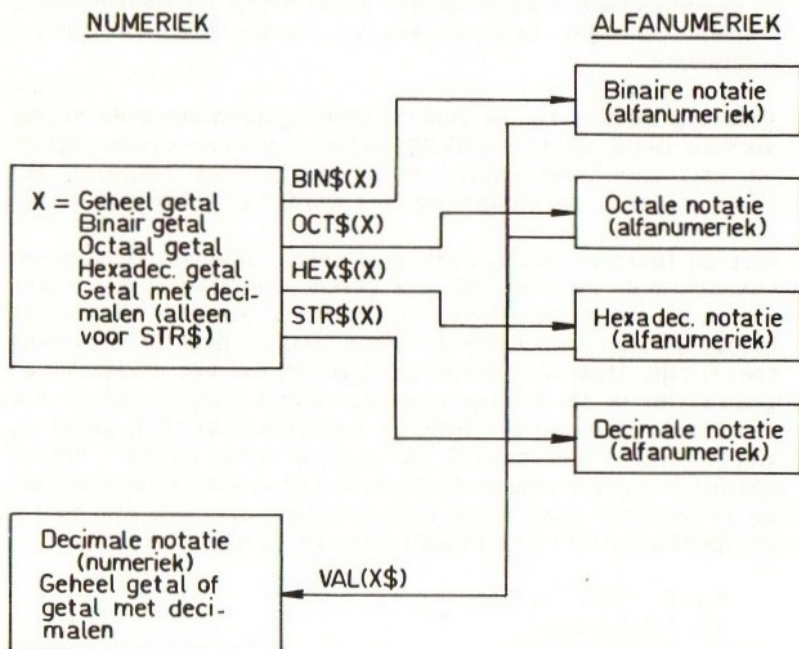 NUMERIEK
ALFANUMERIEK
Binaire notatie
(alfanumeriek)
X = Geheel getal
Binair getal
Octaal getal
Hexadec. getal
Getal met deci-
malen (alleen
voor STR$)
BIN$(X)
OCT$(X)
HEX$(X)
STR$(X)
Octale notatie
(alfanumeriek)
Hexadec. notatie
(alfanumeriek)
Decimale notatie
(alfanumeriek)
Decimale notatie
(numeriek)
Geheel getal of
getal met deci-
malen
VAL(X$)